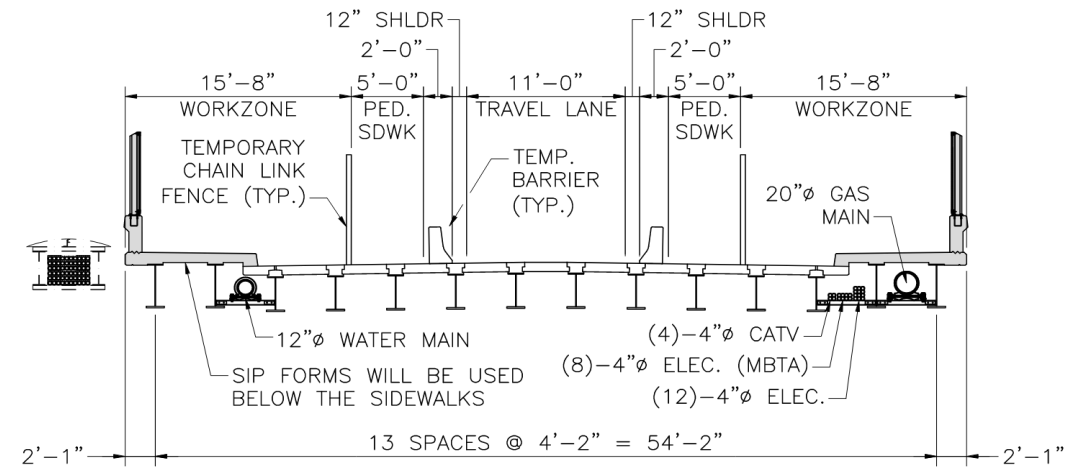 12” SHLDR
12” SHLDR
2’–0”
2’–0”
15’–8”
5’–0”
11’–0”
5’–0”
15’–8”
WORKZONE
PED.
SDWK
TRAVEL LANE
PED.
SDWK
WORKZONE
TEMPORARY
CHAIN LINK
FENCE (TYP.)
TEMP.
BARRIER
(TYP.)
20”ø GAS
MAIN
12”ø WATER MAIN
(4)–4”ø CATV
(8)–4”ø ELEC. (MBTA)
(12)–4”ø ELEC.
SIP FORMS WILL BE USED
BELOW THE SIDEWALKS
2’–1”
13 SPACES @ 4’–2” = 54’–2”
2’–1”